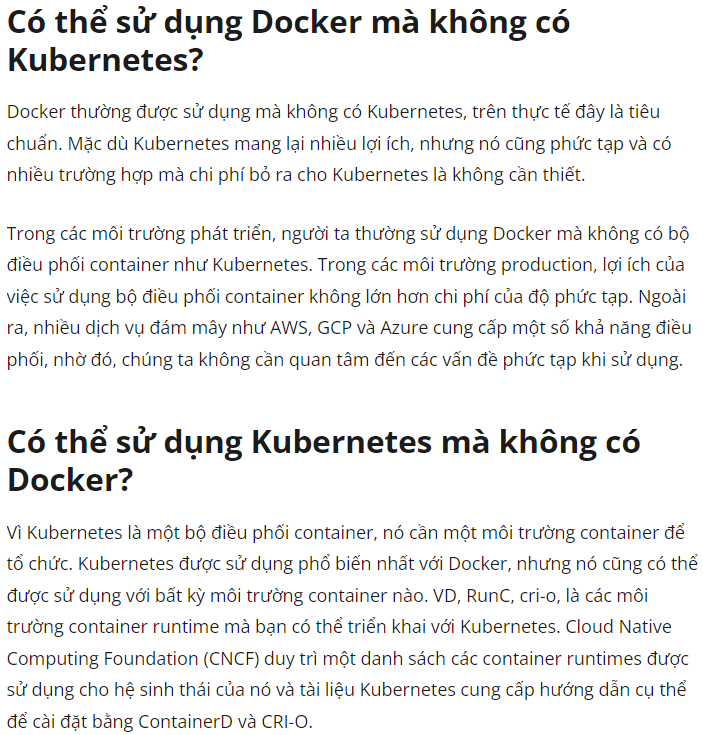 Có thể sử dụng Docker mà không có
Kubernetes?
Docker thường được sử dụng mà không có Kubernetes, trên thực tế đây là tiêu
chuẩn. Mặc dù Kubernetes mang lại nhiều lợi ích, nhưng nó cũng phức tạp và có
nhiều trường hợp mà chi phí bỏ ra cho Kubernetes là không cần thiết.
Trong các môi trường phát triển, người ta thường sử dụng Docker mà không có bộ
điều phối container như Kubernetes. Trong các môi trường production, lợi ích của
việc sử dụng bộ điều phối container không lớn hơn chi phí của độ phức tạp. Ngoài
ra, nhiều dịch vụ đám mây như AWS, GCP và Azure cung cấp một số khả năng điều
phối, nhờ đó, chúng ta không cần quan tâm đến các vấn đề phức tạp khi sử dụng.
Có thể sử dụng Kubernetes mà không có
Docker?
Vì Kubernetes là một bộ điều phối container, nó cần một môi trường container để
tổ chức. Kubernetes được sử dụng phổ biến nhất với Docker, nhưng nó cũng có thể
được sử dụng với bất kỳ môi trường container nào. VD, RunC, cri-o, là các môi
trường container runtime mà bạn có thể triển khai với Kubernetes. Cloud Native
Computing Foundation (CNCF) duy trì một danh sách các container runtimes được
sử dụng cho hệ sinh thái của nó và tài liệu Kubernetes cung cấp hướng dẫn cụ thể
để cài đặt bằng ContainerD và CRI-O.